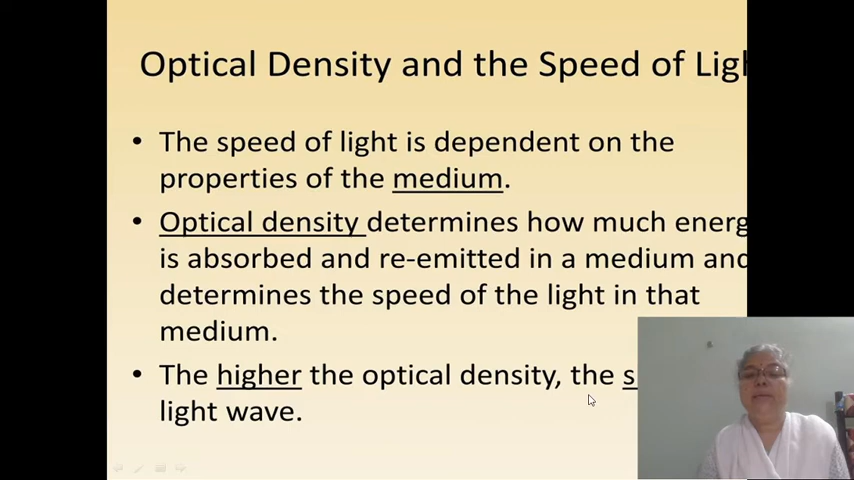 Optical Density and the Speed of Ligh
• The speed of light is dependent on the
properties of the medium.
• Optical density determines how much energ
is absorbed and re-emitted in a medium and
determines the speed of the light in that
medium.
• The higher the optical density, the s
light wave.